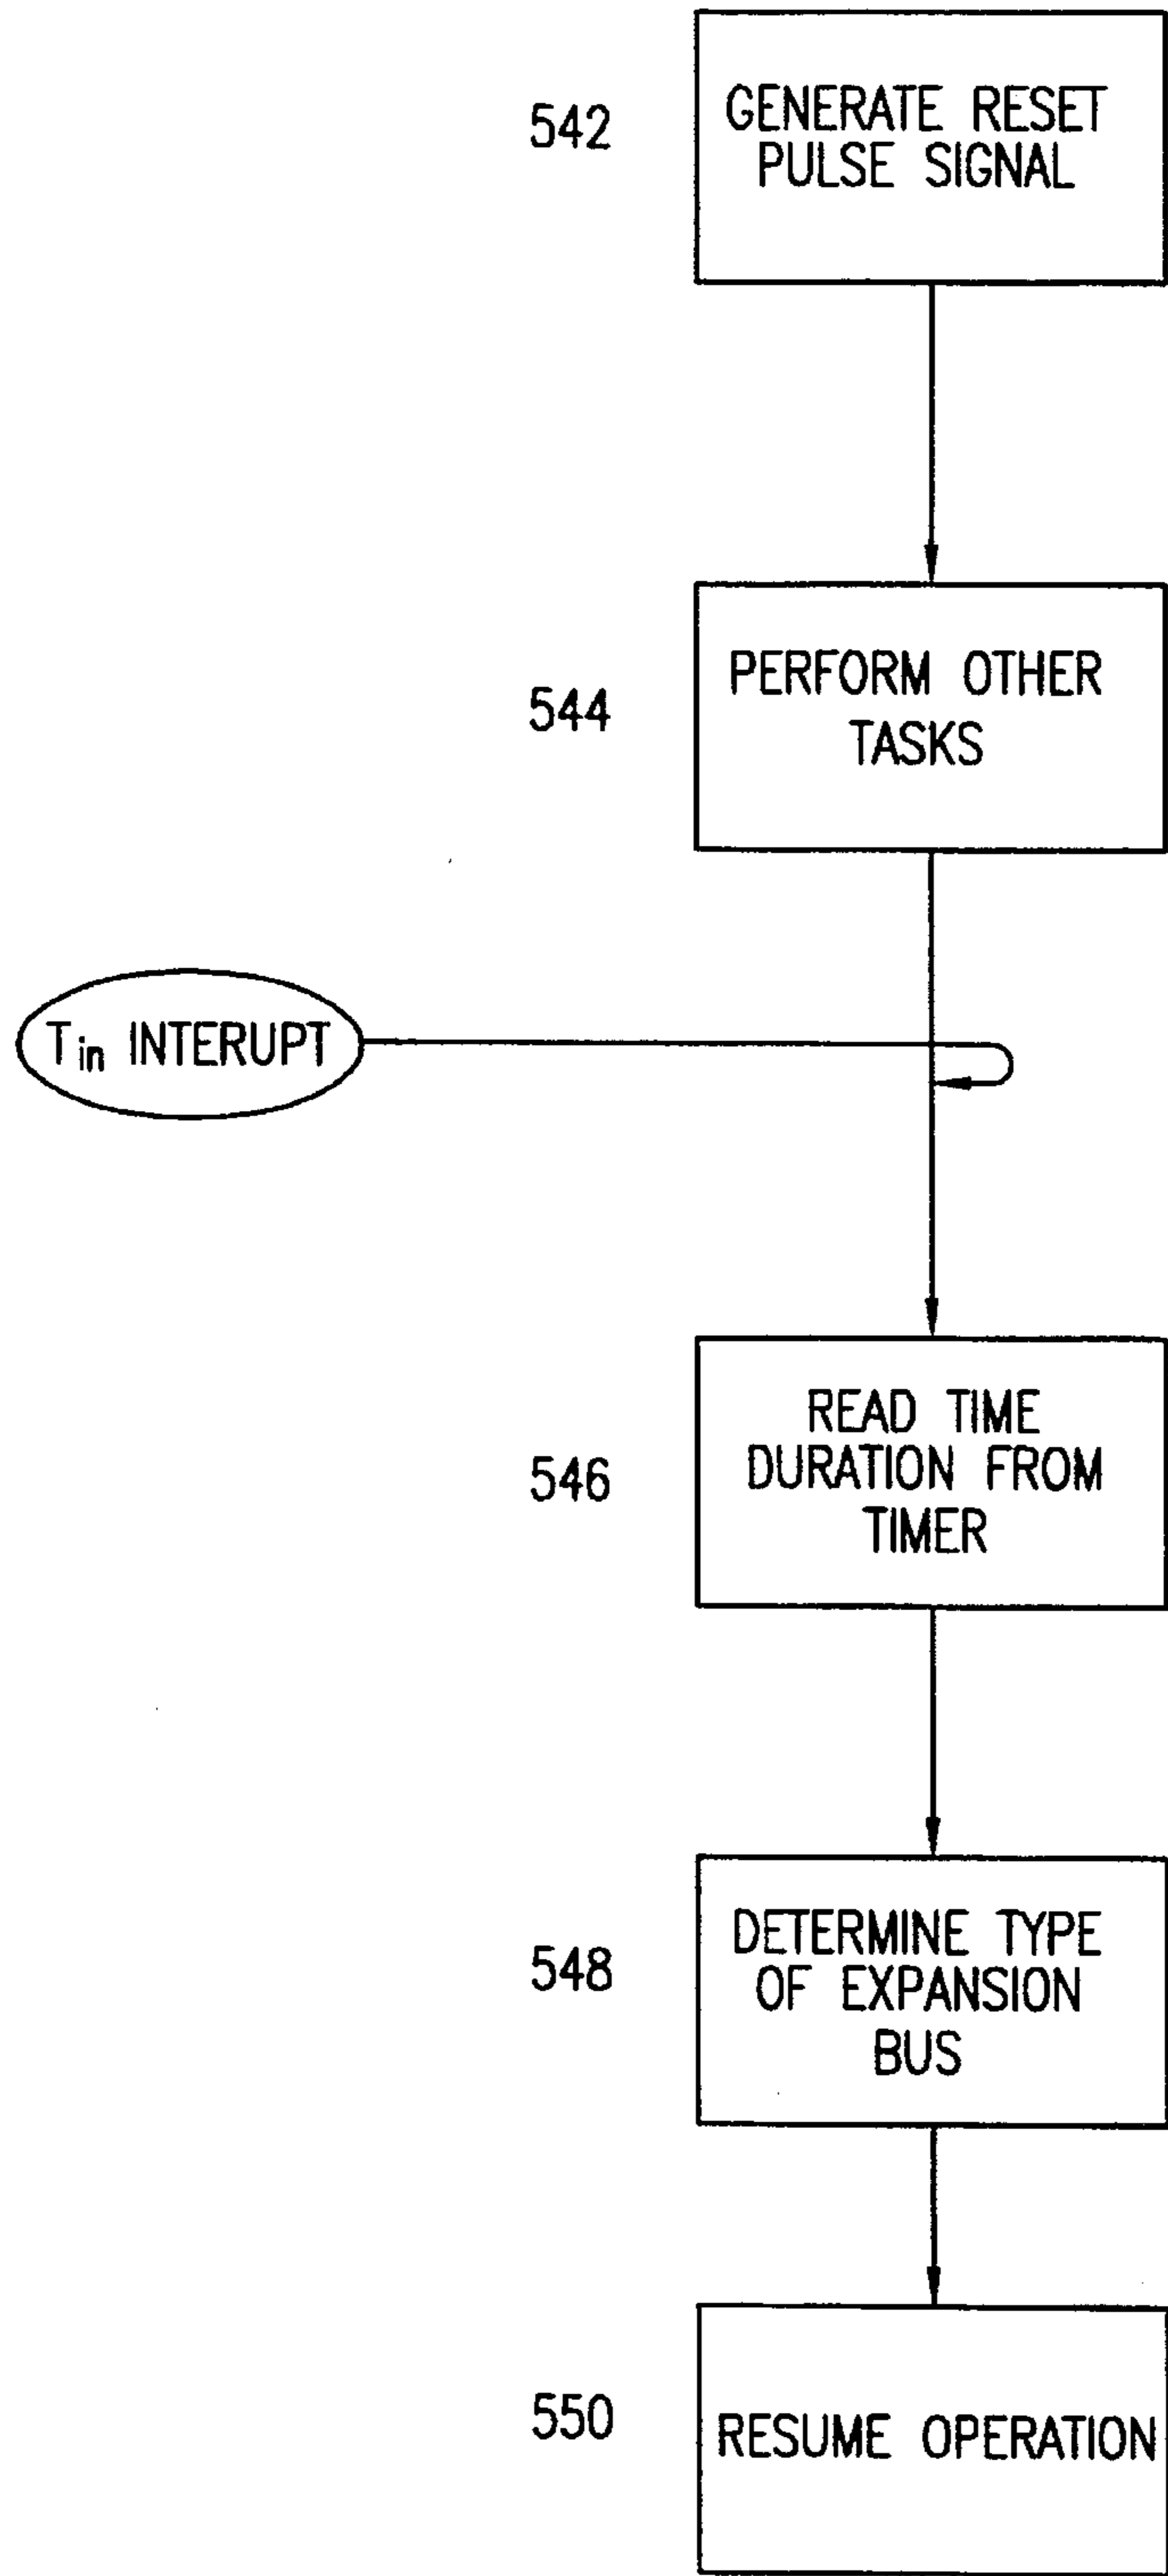 542
GENERATE RESET
PULSE SIGNAL
544
PERFORM OTHER
TASKS
Tin INTERUPT
546
READ TIME
DURATION FROM
TIMER
548
DETERMINE TYPE
OF EXPANSION
BUS
550
RESUME OPERATION